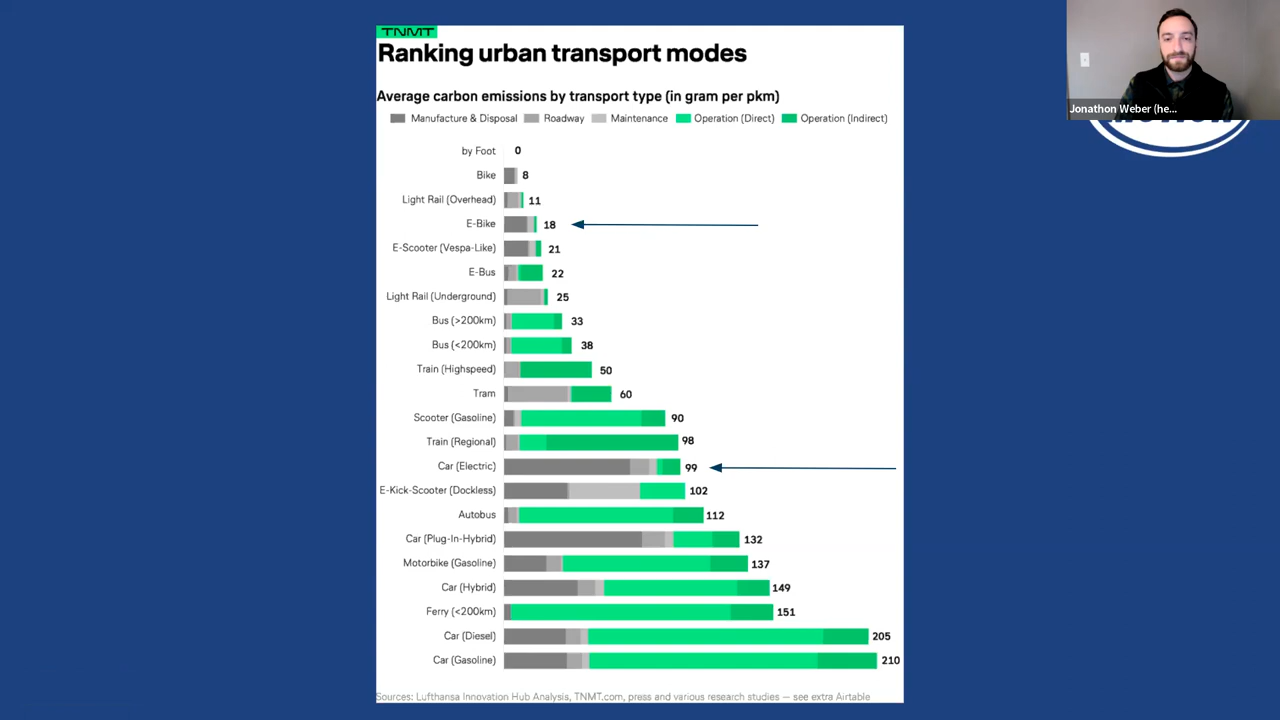 TNMT
Ranking urban transport modes
Average carbon emissions by transport type (in gram per pkm)
Manufacture & Disposal Roadway Maintenance Operation (Direct) Operation (Indirect)
by Foot 0
Bike 8
Light Rail (Overhead) 11
E-Bike 18
E-Scooter (Vespa-Like) 21
E-Bus 22
Light Rail (Underground) 25
Bus (>200km) 33
Bus (<200km) 38
Train (Highspeed) 50
Tram 60
Scooter (Gasoline) 90
Train (Regional) 98
Car (Electric) 99
E-Kick-Scooter (Dockless) 102
Autobus 112
Car (Plug-In-Hybrid) 132
Motorbike (Gasoline) 137
Car (Hybrid) 149
Ferry (<200km) 151
Car (Diesel) 205
Car (Gasoline) 210
Sources: Lufthansa Innovation Hub Analysis, TNMT.com, press and various research studies — see extra Airtable
Jonathon Weber (he...